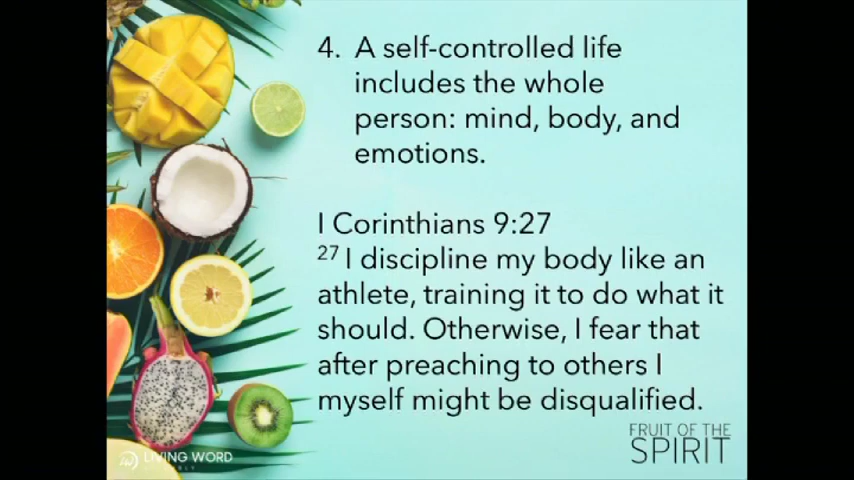 4. A self-controlled life
includes the whole
person: mind, body, and
emotions.
I Corinthians 9:27
27 I discipline my body like an
athlete, training it to do what it
should. Otherwise, I fear that
after preaching to others I
myself might be disqualified.
FRUIT OF THE
SPIRIT
LIVING WORD